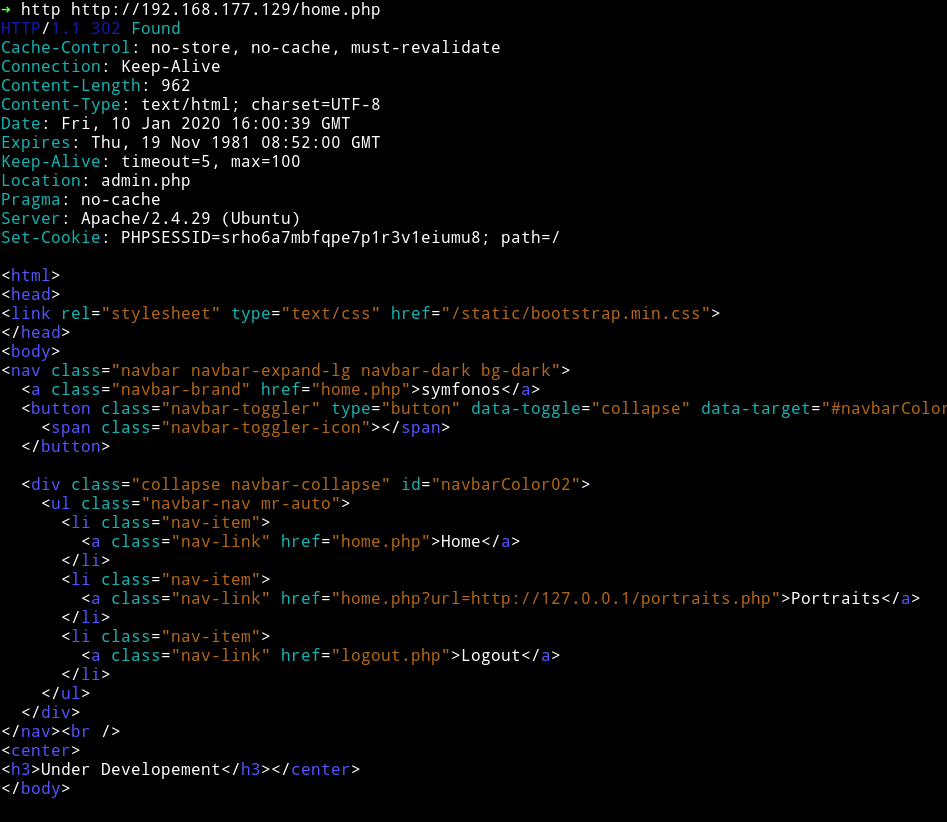 ➜ http http://192.168.177.129/home.php
HTTP/1.1 302 Found
Cache-Control: no-store, no-cache, must-revalidate
Connection: Keep-Alive
Content-Length: 962
Content-Type: text/html; charset=UTF-8
Date: Fri, 10 Jan 2020 16:00:39 GMT
Expires: Thu, 19 Nov 1981 08:52:00 GMT
Keep-Alive: timeout=5, max=100
Location: admin.php
Pragma: no-cache
Server: Apache/2.4.29 (Ubuntu)
Set-Cookie: PHPSESSID=srho6a7mbfqpe7p1r3v1eiumu8; path=/

<html>
<head>
<link rel="stylesheet" type="text/css" href="/static/bootstrap.min.css">
</head>
<body>
<nav class="navbar navbar-expand-lg navbar-dark bg-dark">
  <a class="navbar-brand" href="home.php">symfonos</a>
  <button class="navbar-toggler" type="button" data-toggle="collapse" data-target="#navbarColor
    <span class="navbar-toggler-icon"></span>
  </button>

  <div class="collapse navbar-collapse" id="navbarColor02">
    <ul class="navbar-nav mr-auto">
      <li class="nav-item">
        <a class="nav-link" href="home.php">Home</a>
      </li>
      <li class="nav-item">
        <a class="nav-link" href="home.php?url=http://127.0.0.1/portraits.php">Portraits</a>
      </li>
      <li class="nav-item">
        <a class="nav-link" href="logout.php">Logout</a>
      </li>
    </ul>
  </div>
</nav><br />
<center>
<h3>Under Developement</h3></center>
</body>